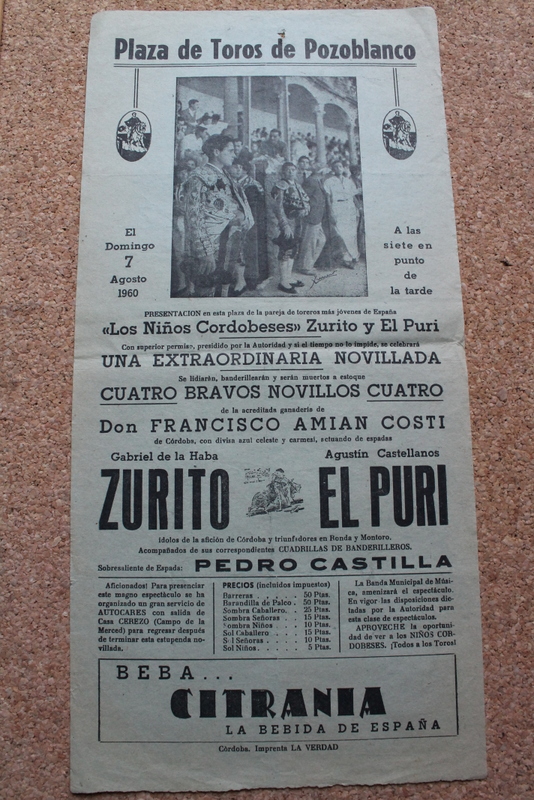 Plaza de Toros de Pozoblanco
El
Domingo
7
Agosto
1960
A las
siete en
punto
de
la tarde
PRESENTACION en esta plaza de la pareja de toreros más jóvenes de España
«Los Niños Cordobeses» Zurito y El Puri
Con superior permiso, presidido por la Autoridad y si el tiempo no lo impide, se celebrará
UNA EXTRAORDINARIA NOVILLADA
Se lidiarán, banderillearán y serán muertos a estoque
CUATRO BRAVOS NOVILLOS CUATRO
de la acreditada ganadería de
Don FRANCISCO AMIAN COSTI
de Córdoba, con divisa azul celeste y carmesí, actuando de espadas
Gabriel de la Haba
Agustín Castellanos
ZURITO
EL PURI
ídolos de la afición de Córdoba y triunfadores en Ronda y Montoro.
Acompañados de sus correspondientes CUADRILLAS DE BANDERILLEROS.
Sobresaliente de Espada: PEDRO CASTILLA
Aficionados! Para presenciar
este magno espectáculo se ha
organizado un gran servicio de
AUTOCARES con salida de
Casa CEREZO (Campo de la
Merced) para regresar después
de terminar esta estupenda no-
villada.
PRECIOS (incluidos impuestos)
Barreras . . . . 50 Ptas.
Barandilla de Palco . 50 Ptas.
Sombra Caballero. . 25 Ptas.
Sombra Señoras . . 15 Ptas.
Sombra Niños . . . 10 Ptas.
Sol Caballero . . . 15 Ptas.
Sol Señoras . . . . 10 Ptas.
Sol Niños . . . . . 5 Ptas.
La Banda Municipal de Músi-
ca, amenizará el espectáculo.
En vigor las disposiciones dic-
tadas por la Autoridad para
esta clase de espectáculos.
APROVECHE la oportuni-
dad de ver a los NIÑOS COR-
DOBESES. ¡Todos a los Toros!
BEBA...
CITRANIA
LA BEBIDA DE ESPAÑA
Córdoba. Imprenta LA VERDAD